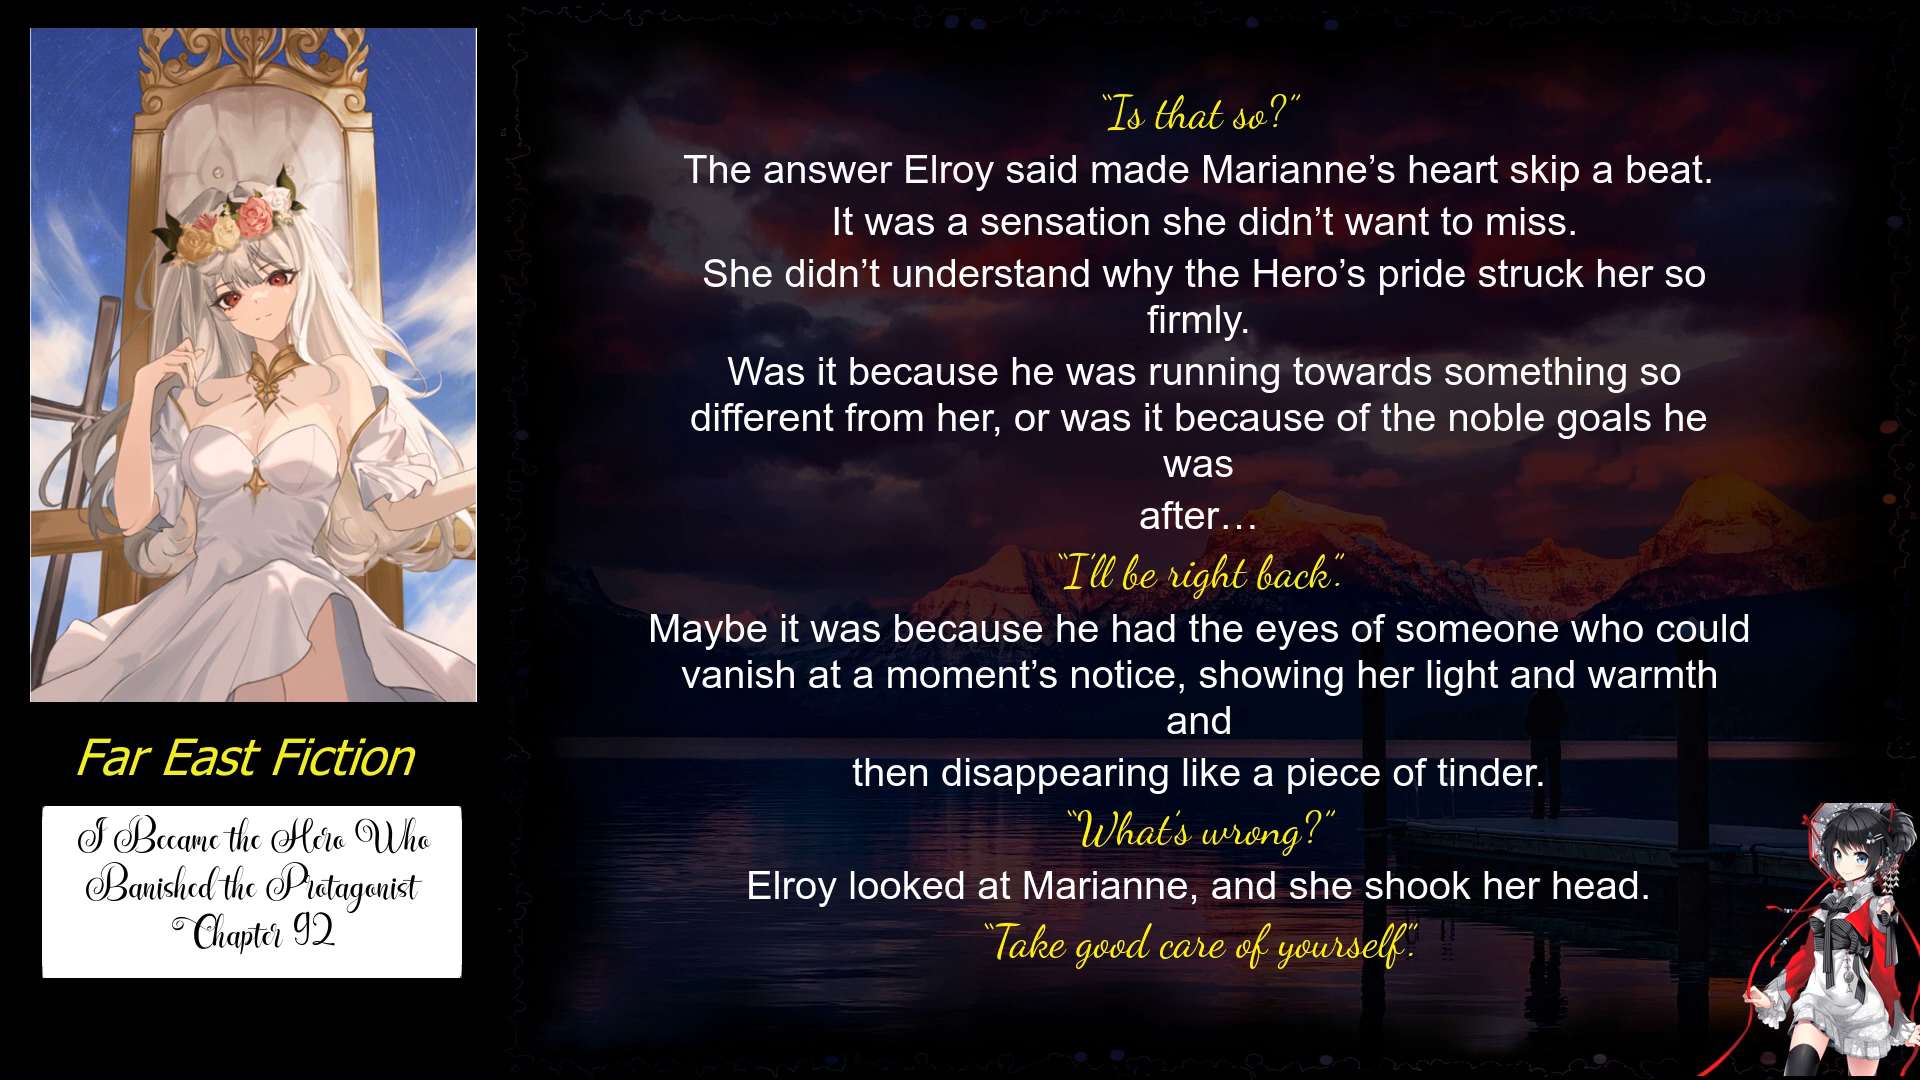 “Is that so?”
The answer Elroy said made Marianne’s heart skip a beat.
It was a sensation she didn’t want to miss.
She didn’t understand why the Hero’s pride struck her so
firmly.
Was it because he was running towards something so
different from her, or was it because of the noble goals he
was
after…
“I’ll be right back”.
Maybe it was because he had the eyes of someone who could
vanish at a moment’s notice, showing her light and warmth
and
then disappearing like a piece of tinder.
“What’s wrong?”
Elroy looked at Marianne, and she shook her head.
“Take good care of yourself”.
Far East Fiction
I Became the Hero Who
Banished the Protagonist
Chapter 92